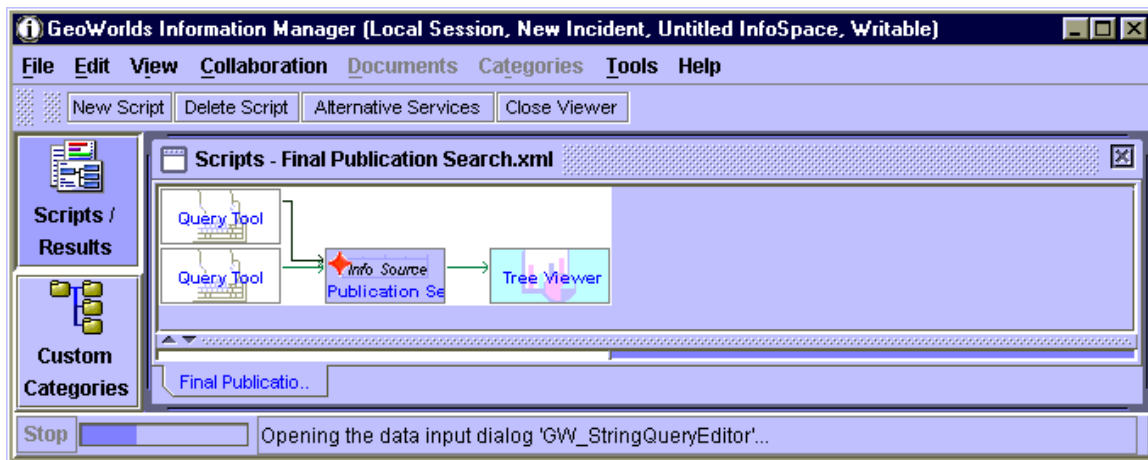 GeoWorlds Information Manager (Local Session, New Incident, Untitled InfoSpace, Writable)
File Edit View Collaboration Documents Categories Tools Help
New Script Delete Script Alternative Services Close Viewer
Scripts / Results
Custom Categories
Scripts - Final Publication Search.xml
Query Tool
Query Tool
Info Source
Publication Se
Tree Viewer
Final Publicatio..
Stop Opening the data input dialog 'GW_StringQueryEditor'...